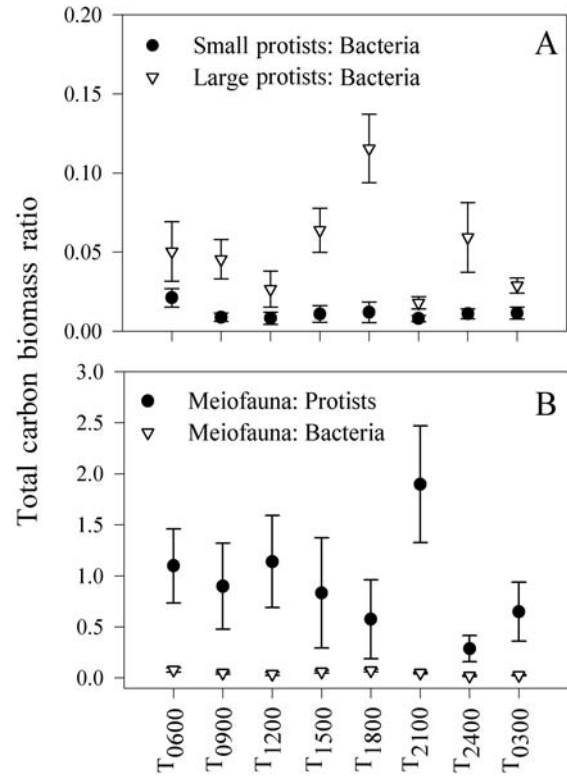 0.20
Small protists: Bacteria
A
Large protists: Bacteria
0.15
0.10
0.05
0.00
Total carbon biomass ratio
3.0
Meiofauna: Protists
B
Meiofauna: Bacteria
2.5
2.0
1.5
1.0
0.5
0.0
T0600
T0900
T1200
T1500
T1800
T2100
T2400
T0300